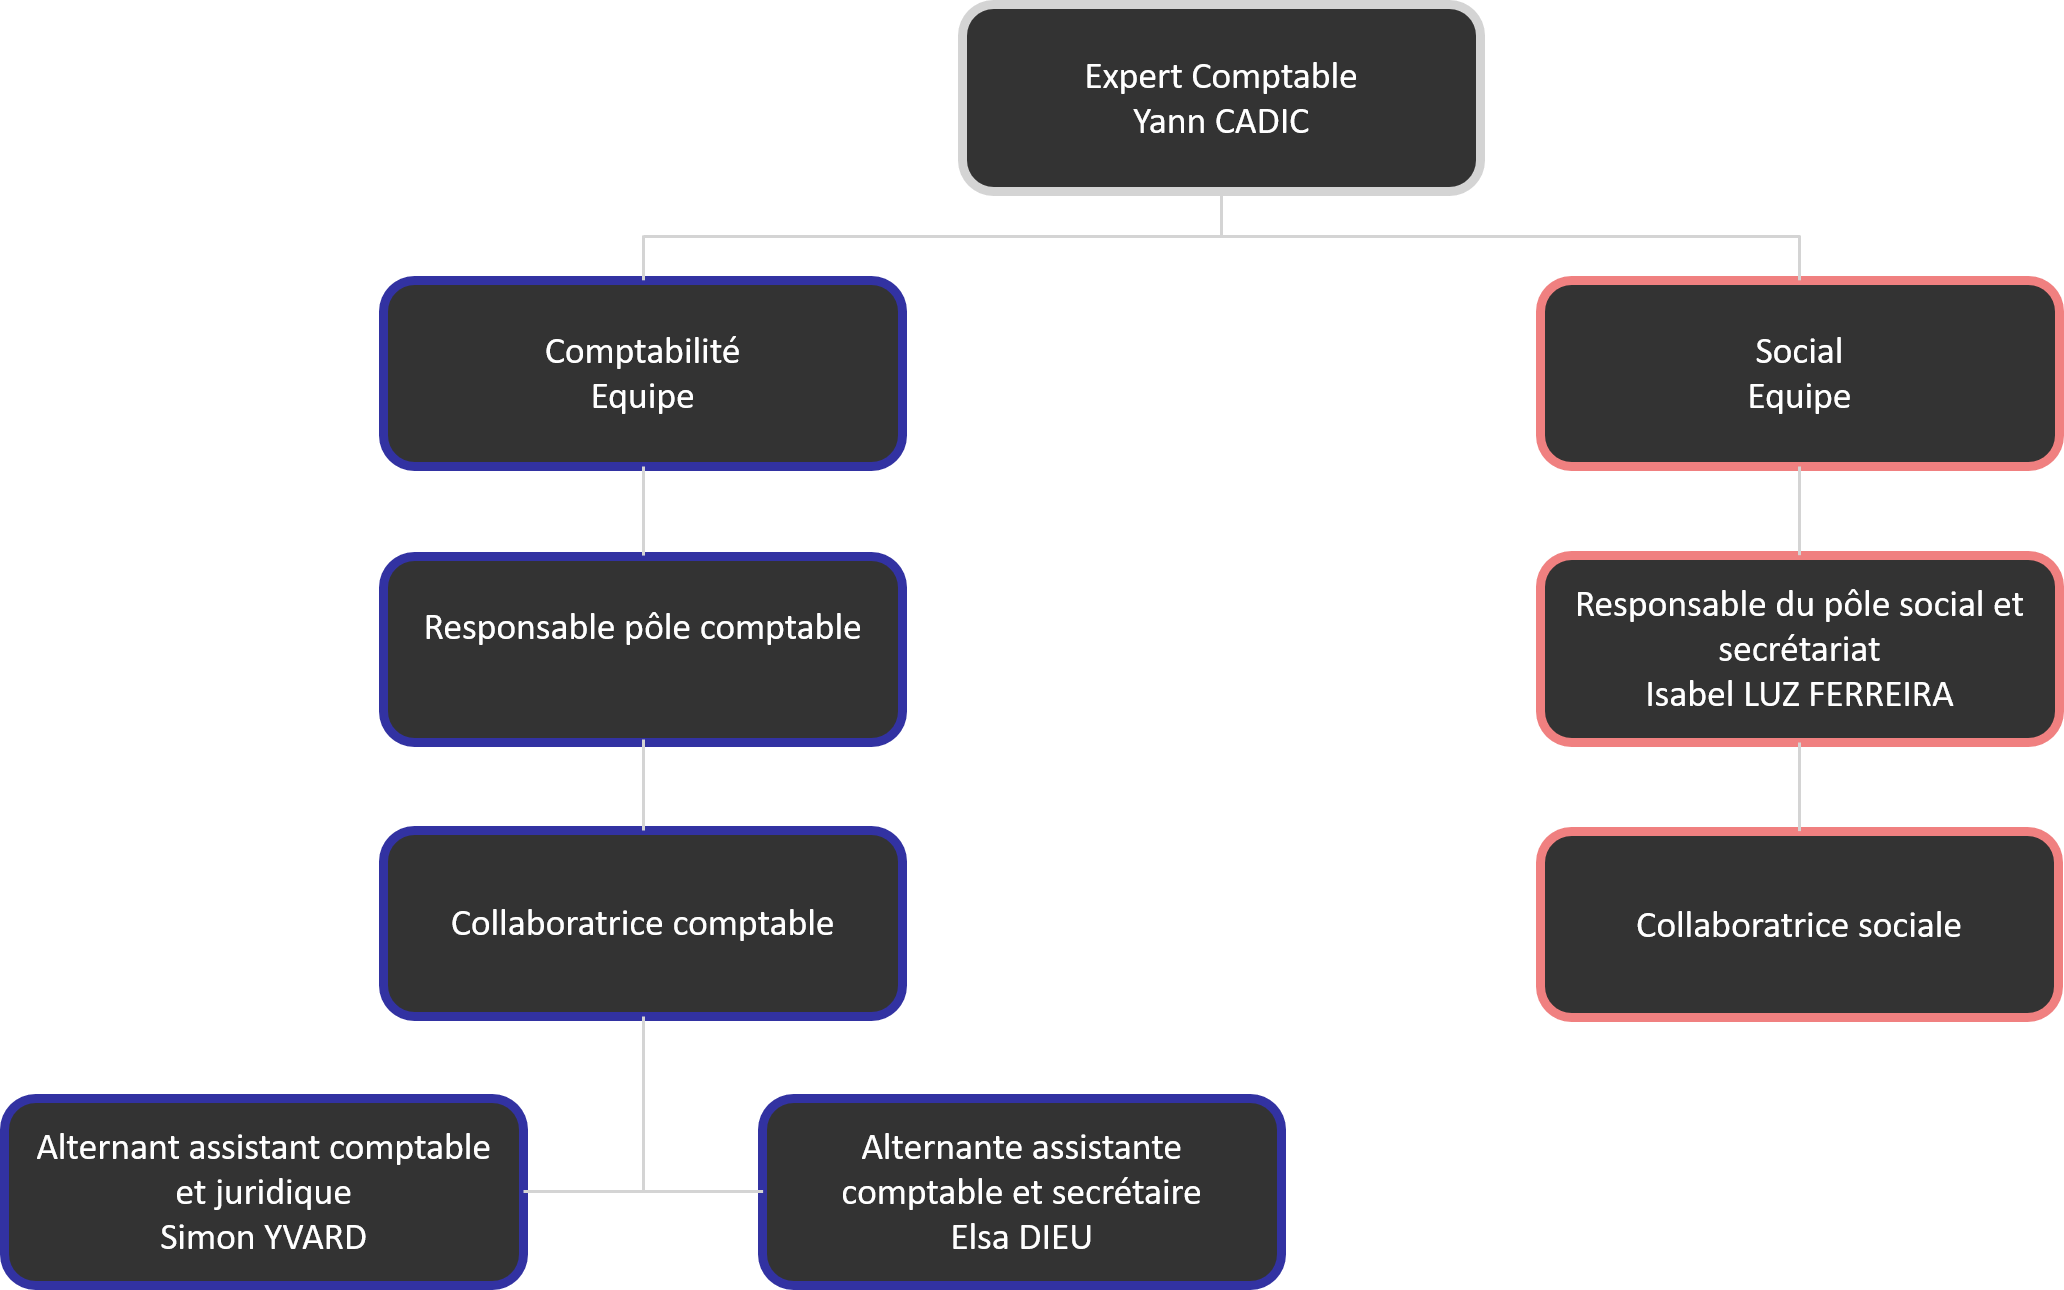 Expert Comptable
Yann CADIC
Comptabilité
Equipe
Social
Equipe
Responsable pôle comptable
Responsable du pôle social et
secrétariat
Isabel LUZ FERREIRA
Collaboratrice comptable
Collaboratrice sociale
Alternant assistant comptable
et juridique
Simon YVARD
Alternante assistante
comptable et secrétaire
Elsa DIEU